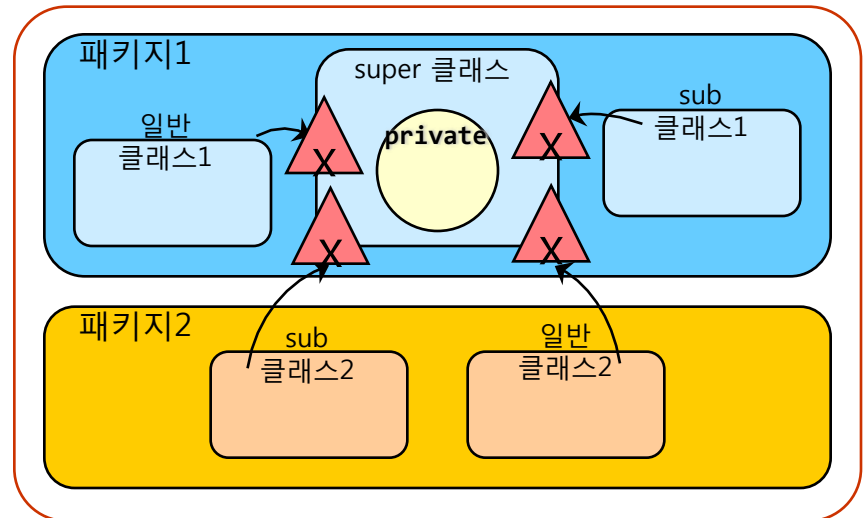 패키지1
super 클래스
private
일반
클래스1
sub
클래스1
X
X
X
X
패키지2
sub
클래스2
일반
클래스2